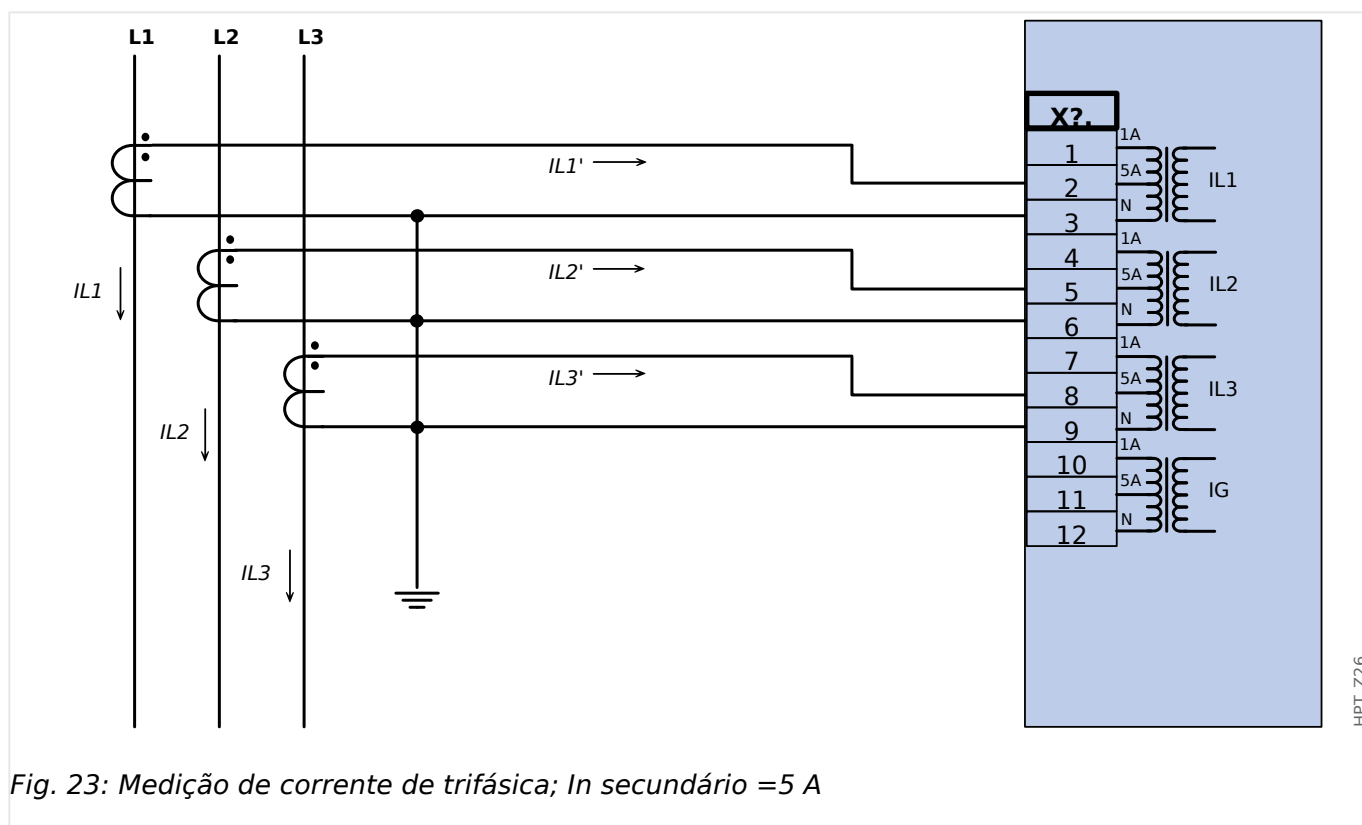 L1 L2 L3
X?.
1A
1
IL1'
5A
IL1
2
N
3
1A
4
IL2'
5A
IL2
IL1
5
N
6
1A
7
IL3'
5A
IL3
8
N
IL2
9
1A
10
5A
IG
11
N
12
IL3
HPT_Z26
Fig. 23: Medição de corrente de trifásica; In secundário =5 A